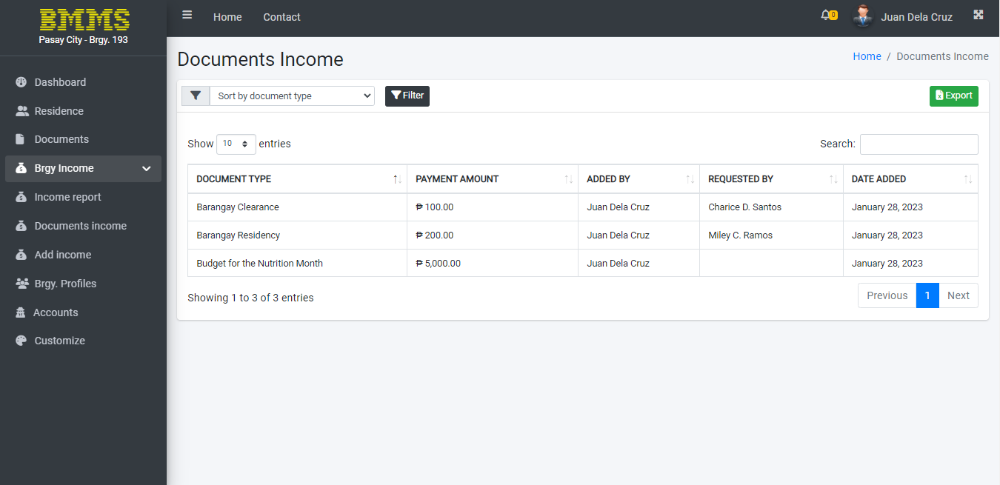 BMMS
Pasay City - Brgy. 193
Home Contact 0 Juan Dela Cruz
Dashboard
Residence
Documents
Brgy Income
Income report
Documents income
Add income
Brgy. Profiles
Accounts
Customize
Documents Income
Home / Documents Income
Sort by document type Filter Export
Show 10 entries Search:
DOCUMENT TYPE PAYMENT AMOUNT ADDED BY REQUESTED BY DATE ADDED
Barangay Clearance ₱ 100.00 Juan Dela Cruz Charice D. Santos January 28, 2023
Barangay Residency ₱ 200.00 Juan Dela Cruz Miley C. Ramos January 28, 2023
Budget for the Nutrition Month ₱ 5,000.00 Juan Dela Cruz January 28, 2023
Showing 1 to 3 of 3 entries Previous 1 Next